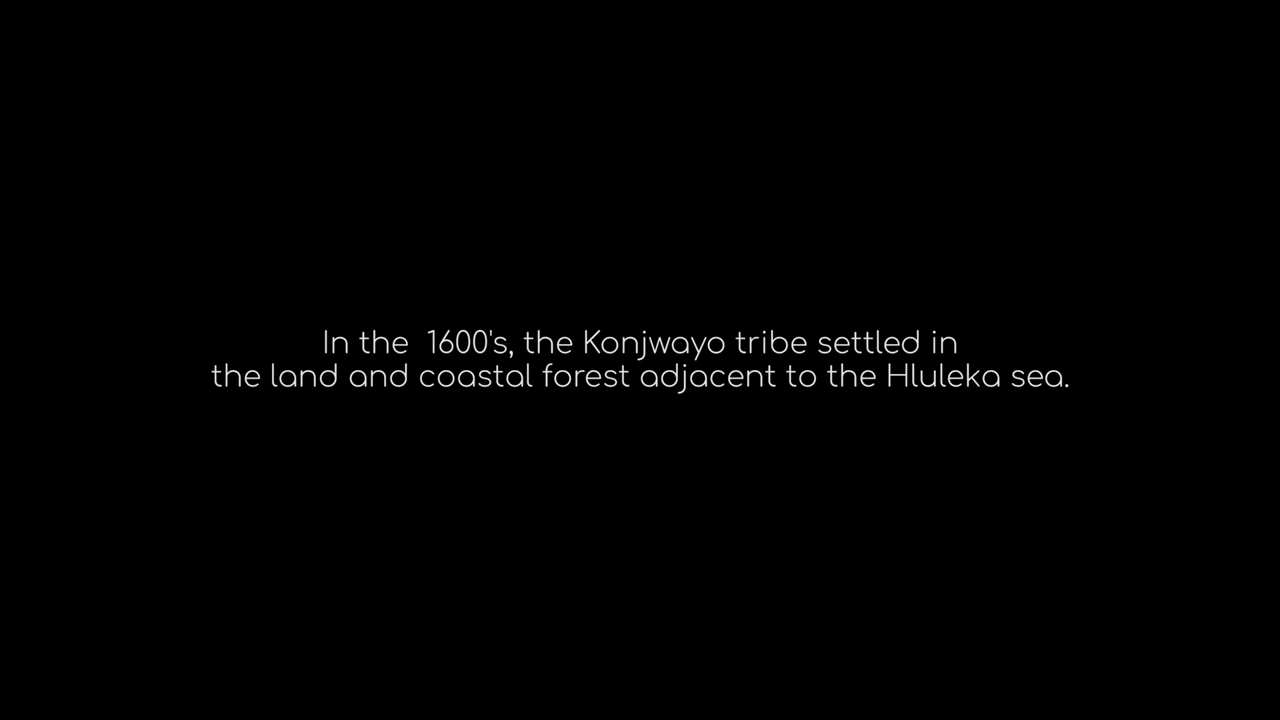 In the  1600's, the Konjwayo tribe settled in
the land and coastal forest adjacent to the Hluleka sea.